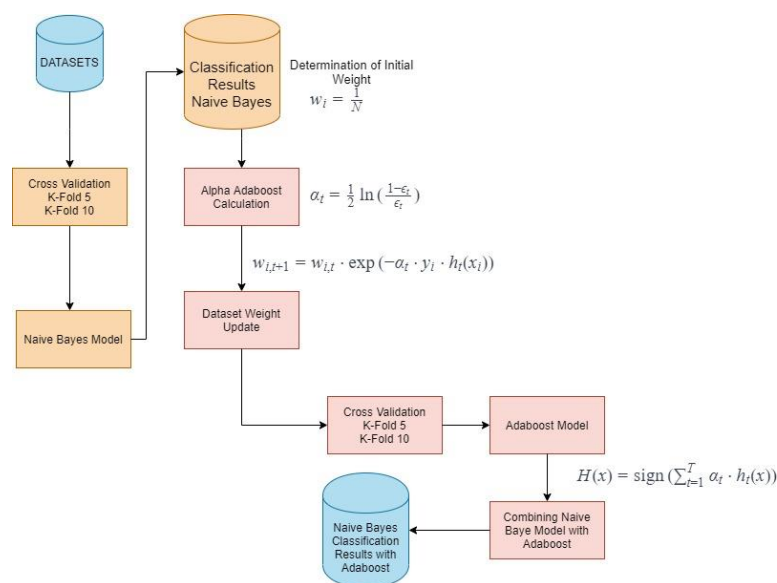 DATASETS
Classification
Results
Naive Bayes
Determination of Initial
Weight
w_i = 1/N
Cross Validation
K-Fold 5
K-Fold 10
Alpha Adaboost
Calculation
α_t = 1/2 ln ( (1−ϵ_t)/ϵ_t )
w_{i,t+1} = w_{i,t} · exp (−α_t · y_i · h_t(x_i))
Naive Bayes Model
Dataset Weight
Update
Cross Validation
K-Fold 5
K-Fold 10
Adaboost Model
H(x) = sign (∑_{t=1}^{T} α_t · h_t(x))
Combining Naive
Baye Model with
Adaboost
Naive Bayes
Classification
Results with
Adaboost